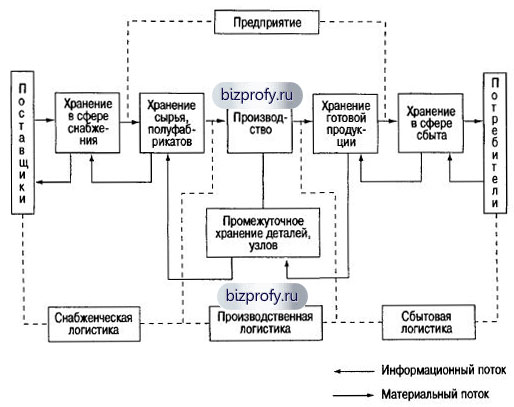 Предприятие
bizprofy.ru
Поставщики
Хранение
в сфере
снабже-
ния
Хранение
сырья,
полуфаб-
рикатов
Производ-
ство
Хранение
готовой
продук-
ции
Хранение
в сфере
сбыта
Потребители
Промежуточное
хранение деталей,
узлов
bizprofy.ru
Снабженческая
логистика
Производственная
логистика
Сбытовая
логистика
Информационный поток
Материальный поток